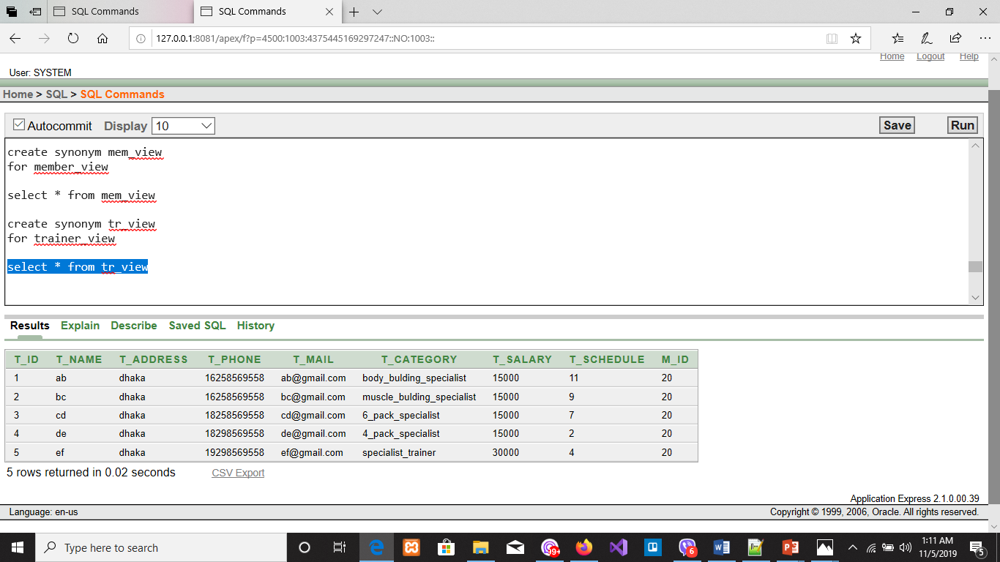 SQL Commands
SQL Commands
127.0.0.1:8081/apex/f?p=4500:1003:4375445169297247::NO:1003::
Home Logout Help
User: SYSTEM
Home > SQL > SQL Commands
Autocommit Display 10 Save Run
create synonym mem_view
for member_view
select * from mem_view
create synonym tr_view
for trainer_view
select * from tr_view
Results Explain Describe Saved SQL History
T_ID T_NAME T_ADDRESS T_PHONE T_MAIL T_CATEGORY T_SALARY T_SCHEDULE M_ID
1 ab dhaka 16258569558 ab@gmail.com body_bulding_specialist 15000 11 20
2 bc dhaka 16258569558 bc@gmail.com muscle_bulding_specialist 15000 9 20
3 cd dhaka 18258569558 cd@gmail.com 6_pack_specialist 15000 7 20
4 de dhaka 18298569558 de@gmail.com 4_pack_specialist 15000 2 20
5 ef dhaka 19298569558 ef@gmail.com specialist_trainer 30000 4 20
5 rows returned in 0.02 seconds CSV Export
Application Express 2.1.0.00.39
Language: en-us Copyright © 1999, 2006, Oracle. All rights reserved.
Type here to search
99+
6
1:11 AM
11/5/2019
5